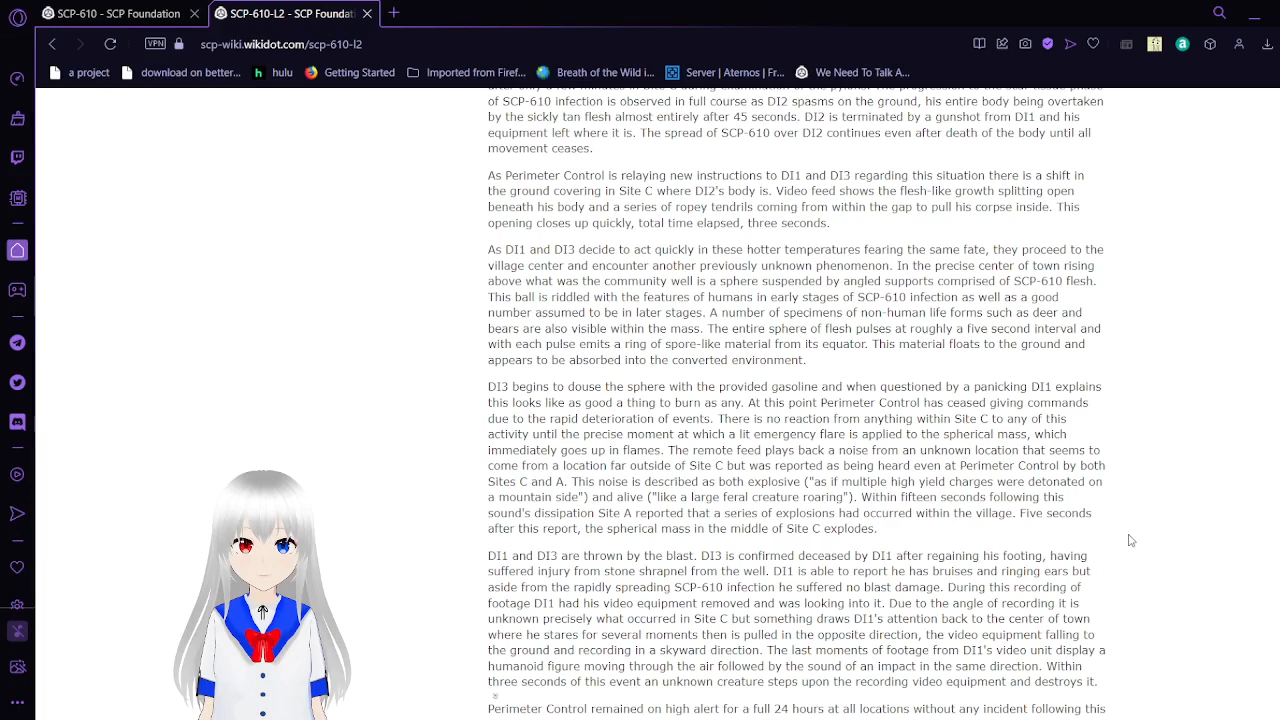 SCP-610 - SCP Foundation
SCP-610-L2 - SCP Foundati
VPN
scp-wiki.wikidot.com/scp-610-l2
a project
download on better...
hulu
Getting Started
Imported from Firef...
Breath of the Wild i...
Server | Aternos | Fr...
We Need To Talk A...
of SCP-610 infection is observed in full course as DI2 spasms on the ground, his entire body being overtaken
by the sickly tan flesh almost entirely after 45 seconds. DI2 is terminated by a gunshot from DI1 and his
equipment left where it is. The spread of SCP-610 over DI2 continues even after death of the body until all
movement ceases.
As Perimeter Control is relaying new instructions to DI1 and DI3 regarding this situation there is a shift in
the ground covering in Site C where DI2's body is. Video feed shows the flesh-like growth splitting open
beneath his body and a series of ropey tendrils coming from within the gap to pull his corpse inside. This
opening closes up quickly, total time elapsed, three seconds.
As DI1 and DI3 decide to act quickly in these hotter temperatures fearing the same fate, they proceed to the
village center and encounter another previously unknown phenomenon. In the precise center of town rising
above what was the community well is a sphere suspended by angled supports comprised of SCP-610 flesh.
This ball is riddled with the features of humans in early stages of SCP-610 infection as well as a good
number assumed to be in later stages. A number of specimens of non-human life forms such as deer and
bears are also visible within the mass. The entire sphere of flesh pulses at roughly a five second interval and
with each pulse emits a ring of spore-like material from its equator. This material floats to the ground and
appears to be absorbed into the converted environment.
DI3 begins to douse the sphere with the provided gasoline and when questioned by a panicking DI1 explains
this looks like as good a thing to burn as any. At this point Perimeter Control has ceased giving commands
due to the rapid deterioration of events. There is no reaction from anything within Site C to any of this
activity until the precise moment at which a lit emergency flare is applied to the spherical mass, which
immediately goes up in flames. The remote feed plays back a noise from an unknown location that seems to
come from a location far outside of Site C but was reported as being heard even at Perimeter Control by both
Sites C and A. This noise is described as both explosive ("as if multiple high yield charges were detonated on
a mountain side") and alive ("like a large feral creature roaring"). Within fifteen seconds following this
sound's dissipation Site A reported that a series of explosions had occurred within the village. Five seconds
after this report, the spherical mass in the middle of Site C explodes.
DI1 and DI3 are thrown by the blast. DI3 is confirmed deceased by DI1 after regaining his footing, having
suffered injury from stone shrapnel from the well. DI1 is able to report he has bruises and ringing ears but
aside from the rapidly spreading SCP-610 infection he suffered no blast damage. During this recording of
footage DI1 had his video equipment removed and was looking into it. Due to the angle of recording it is
unknown precisely what occurred in Site C but something draws DI1's attention back to the center of town
where he stares for several moments then is pulled in the opposite direction, the video equipment falling to
the ground and recording in a skyward direction. The last moments of footage from DI1's video unit display a
humanoid figure moving through the air followed by the sound of an impact in the same direction. Within
three seconds of this event an unknown creature steps upon the recording video equipment and destroys it.
Perimeter Control remained on high alert for a full 24 hours at all locations without any incident following this